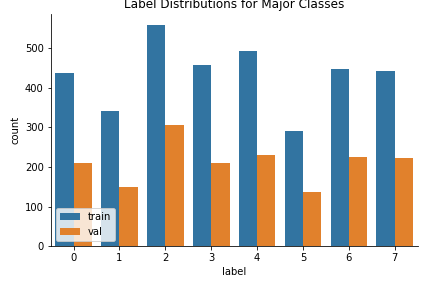 Label Distributions for Major Classes
500
400
300
200
100
0
count
train
val
0 1 2 3 4 5 6 7
label